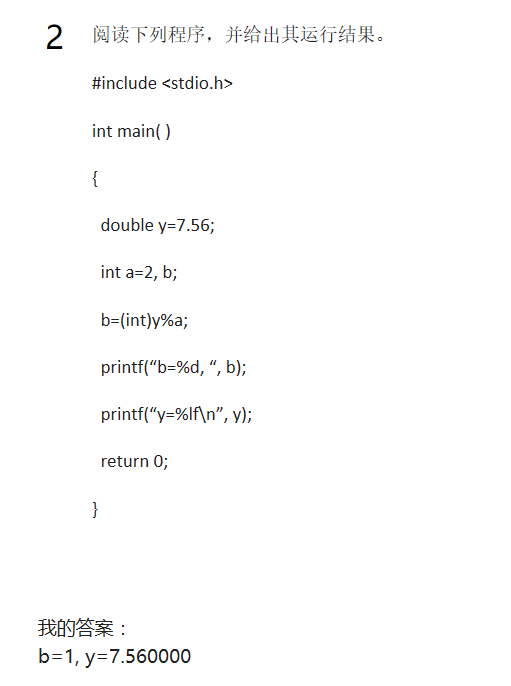 2 阅读下列程序，并给出其运行结果。
#include <stdio.h>
int main( )
{
double y=7.56;
int a=2, b;
b=(int)y%a;
printf(“b=%d, “, b);
printf(“y=%lf\n”, y);
return 0;
}
我的答案：
b=1, y=7.560000